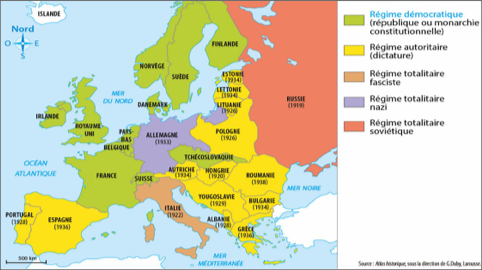 ISLANDE
Nord
O
E
S
NORVÈGE
SUÈDE
FINLANDE
ESTONIE
(1934)
LETTONIE
(1934)
LITUANIE
(1926)
RUSSIE
(1919)
MER
DU NORD
DANEMARK
IRLANDE
ROYAUME
UNI
PAYS-
BAS
BELGIQUE
ALLEMAGNE
(1933)
POLOGNE
(1926)
TCHÉCOSLOVAQUIE
OCÉAN
ATLANTIQUE
FRANCE
SUISSE
AUTRICHE
(1934)
HONGRIE
(1920)
ROUMANIE
(1938)
YOUGOSLAVIE
(1929)
BULGARIE
(1934)
MER NOIRE
ITALIE
(1922)
ALBANIE
(1928)
GRÈCE
(1936)
PORTUGAL
(1928)
ESPAGNE
(1936)
MER
MÉDITERRANÉE
500 km
Régime démocratique
(république ou monarchie
constitutionnelle)
Régime autoritaire
(dictature)
Régime totalitaire
fasciste
Régime totalitaire
nazi
Régime totalitaire
soviétique
Source : Atlas historique, sous la direction de G.Duby, Larousse.